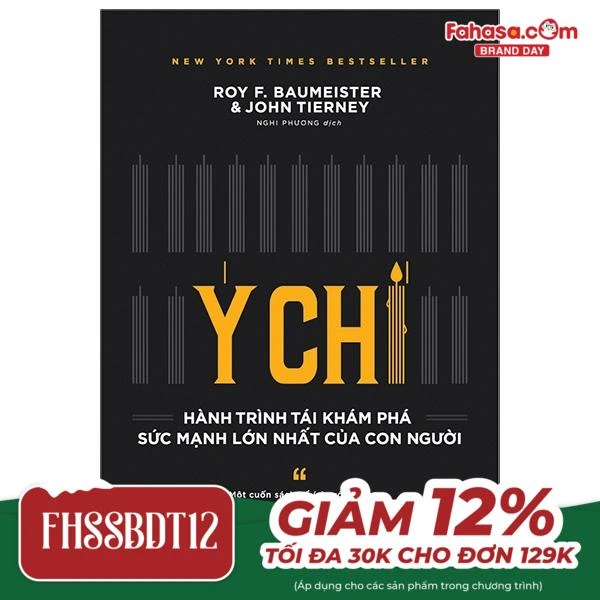 Fahasa.com
BRAND DAY
NEW YORK TIMES BESTSELLER
ROY F. BAUMEISTER
& JOHN TIERNEY
NGHI PHƯƠNG dịch
Ý CHÍ
HÀNH TRÌNH TÁI KHÁM PHÁ
SỨC MẠNH LỚN NHẤT CỦA CON NGƯỜI
“
Một cuốn
FHSSBDT12
GIẢM 12%
TỐI ĐA 30K CHO ĐƠN 129K
(Áp dụng cho các sản phẩm trong chương trình)